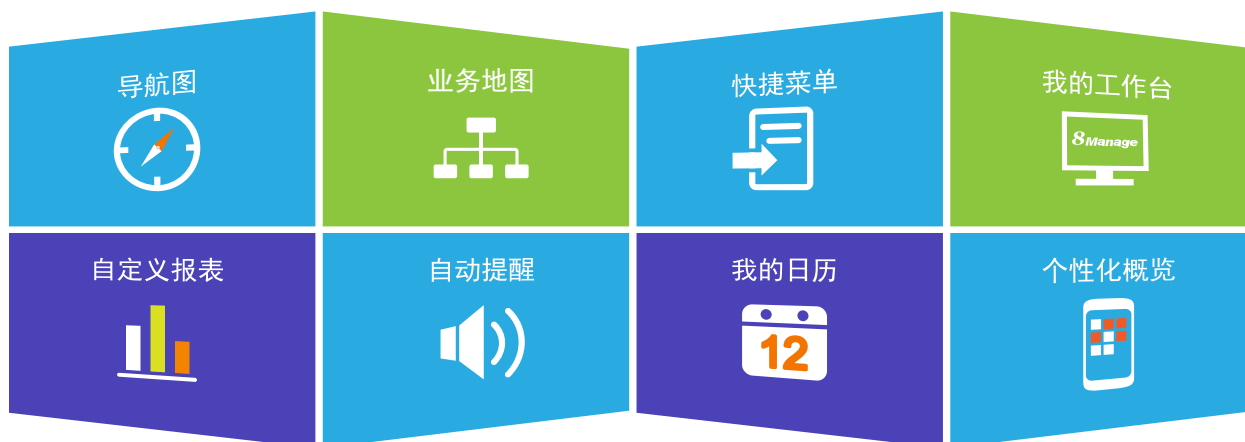 导航图
业务地图
快捷菜单
我的工作台
8Manage
自定义报表
自动提醒
我的日历
12
个性化概览